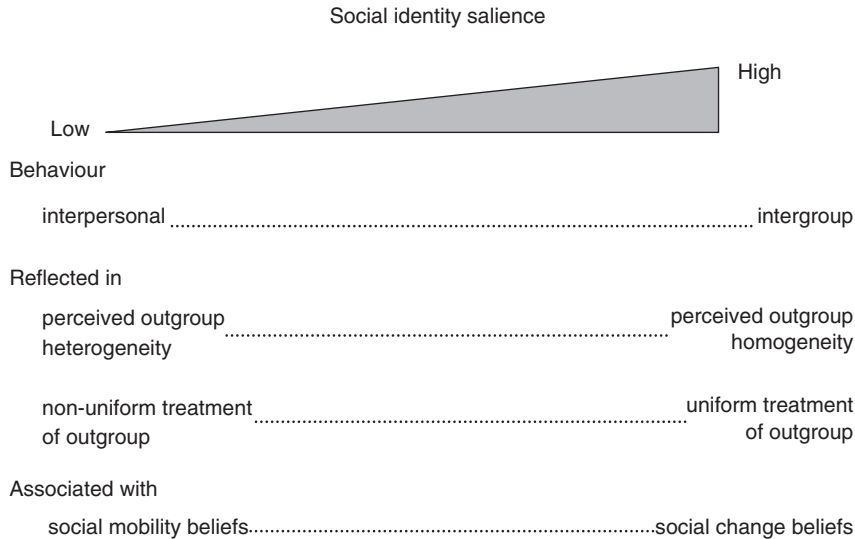 Social identity salience
High
Low
Behaviour
interpersonal intergroup
Reflected in
perceived outgroup perceived outgroup
heterogeneity homogeneity
non-uniform treatment uniform treatment
of outgroup of outgroup
Associated with
social mobility beliefs social change beliefs